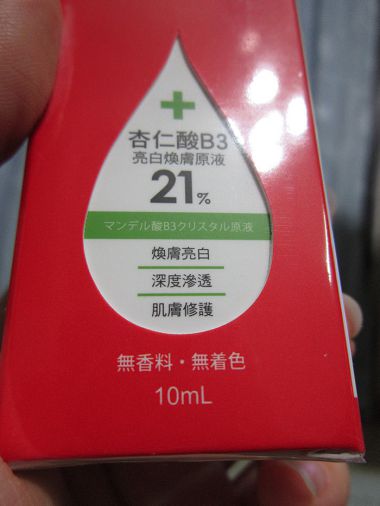 杏仁酸B3
亮白煥膚原液
21%
マンデル酸B3クリスタル原液
煥膚亮白
深度滲透
肌膚修護
無香料・無着色
10mL